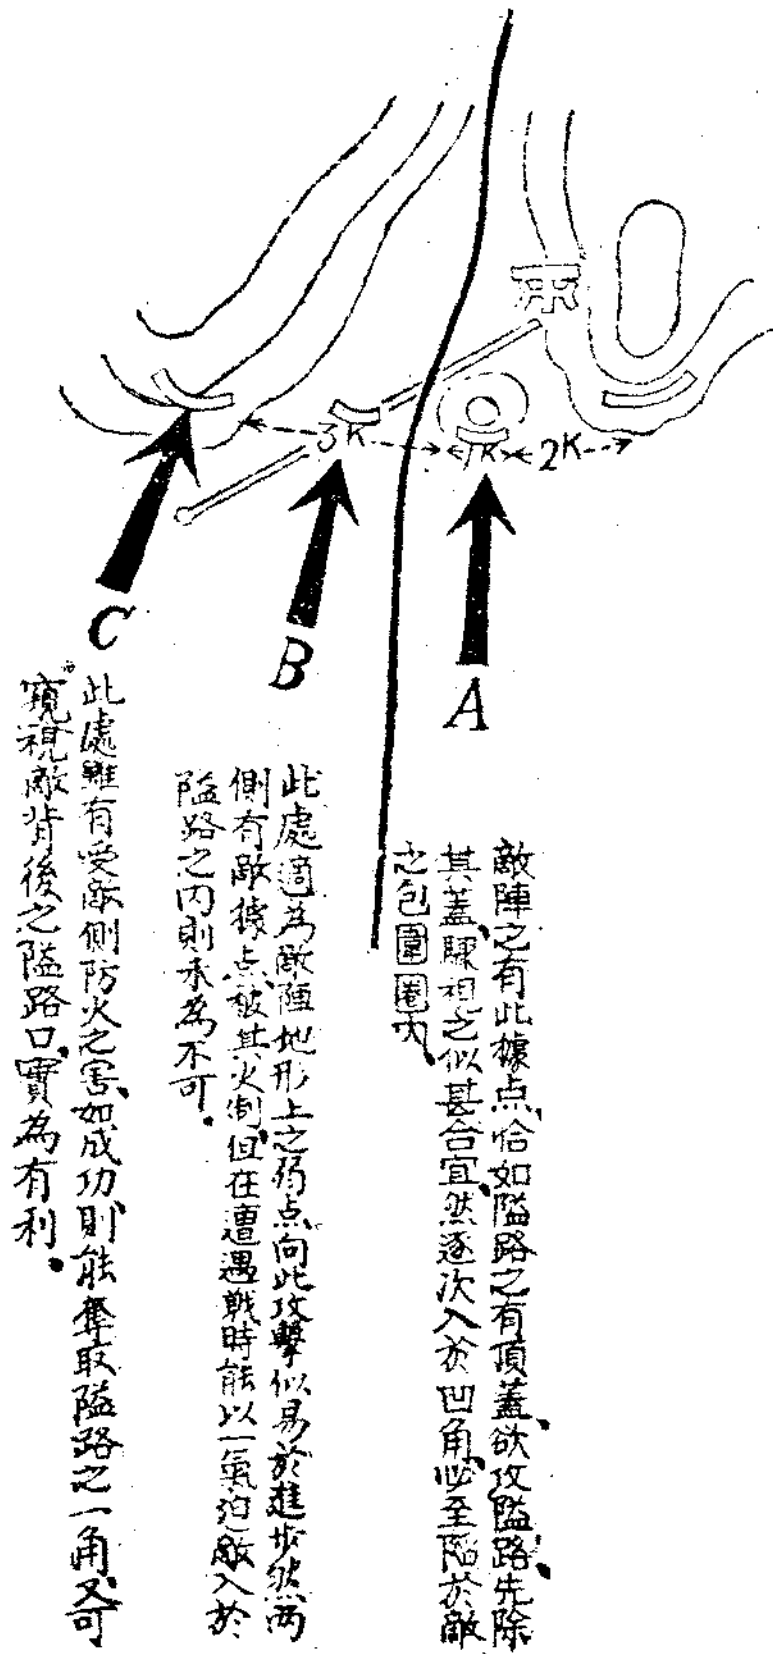 3K
1K
2K
C
B
A
敵陣之有此據点、恰如隘路之有頂蓋、欲攻隘路、先除
其蓋、驟視之似甚合宜、然逐次入於凹角、必至陷於敵
之包圍圈內、
此處適為敵陣地形上之弱点向此攻擊似易於進步然兩
側有敵據点、被其火制、但在遭遇戰時能以一氣迫敵入於
隘路之內則不為不可.
此處雖有受敵側防火之害、如成功、則能奪取隘路之一角、又可
窺視敵背後之隘路口、實為有利.